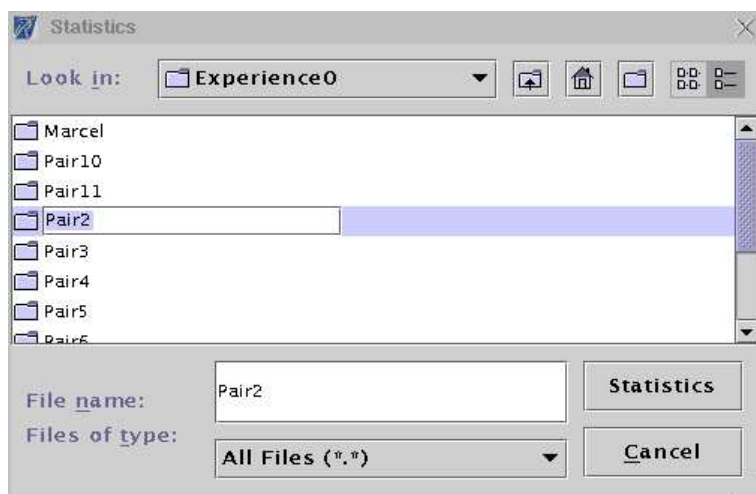 Statistics
Look in: Experience0
Marcel
Pair10
Pair11
Pair2
Pair3
Pair4
Pair5
Pair6
File name: Pair2
Statistics
Files of type: All Files (*.*)
Cancel